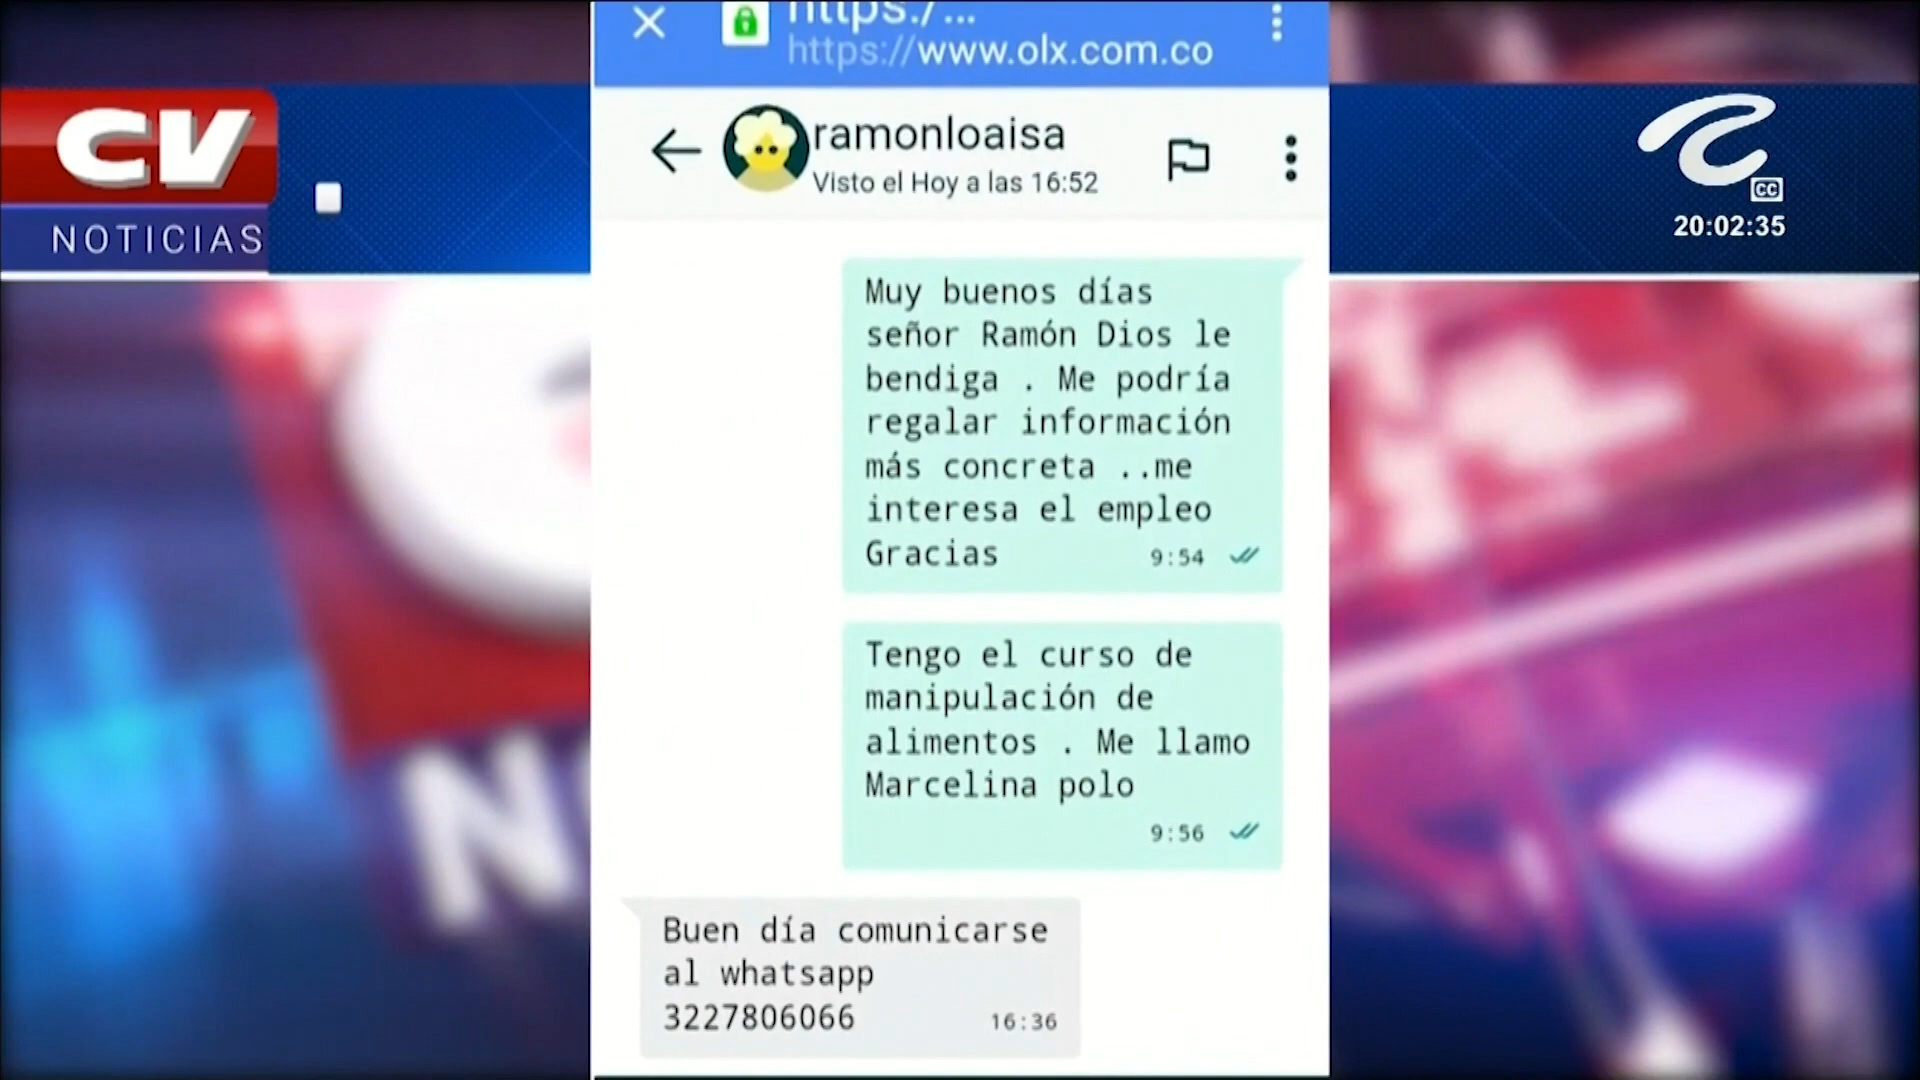 https:/...
https://www.olx.com.co
CV
NOTICIAS
CC
20:02:35
ramonloaisa
Visto el Hoy a las 16:52
Muy buenos días
señor Ramón Dios le
bendiga . Me podría
regalar información
más concreta ..me
interesa el empleo
Gracias 9:54
Tengo el curso de
manipulación de
alimentos . Me llamo
Marcelina polo
9:56
Buen día comunicarse
al whatsapp
3227806066 16:36